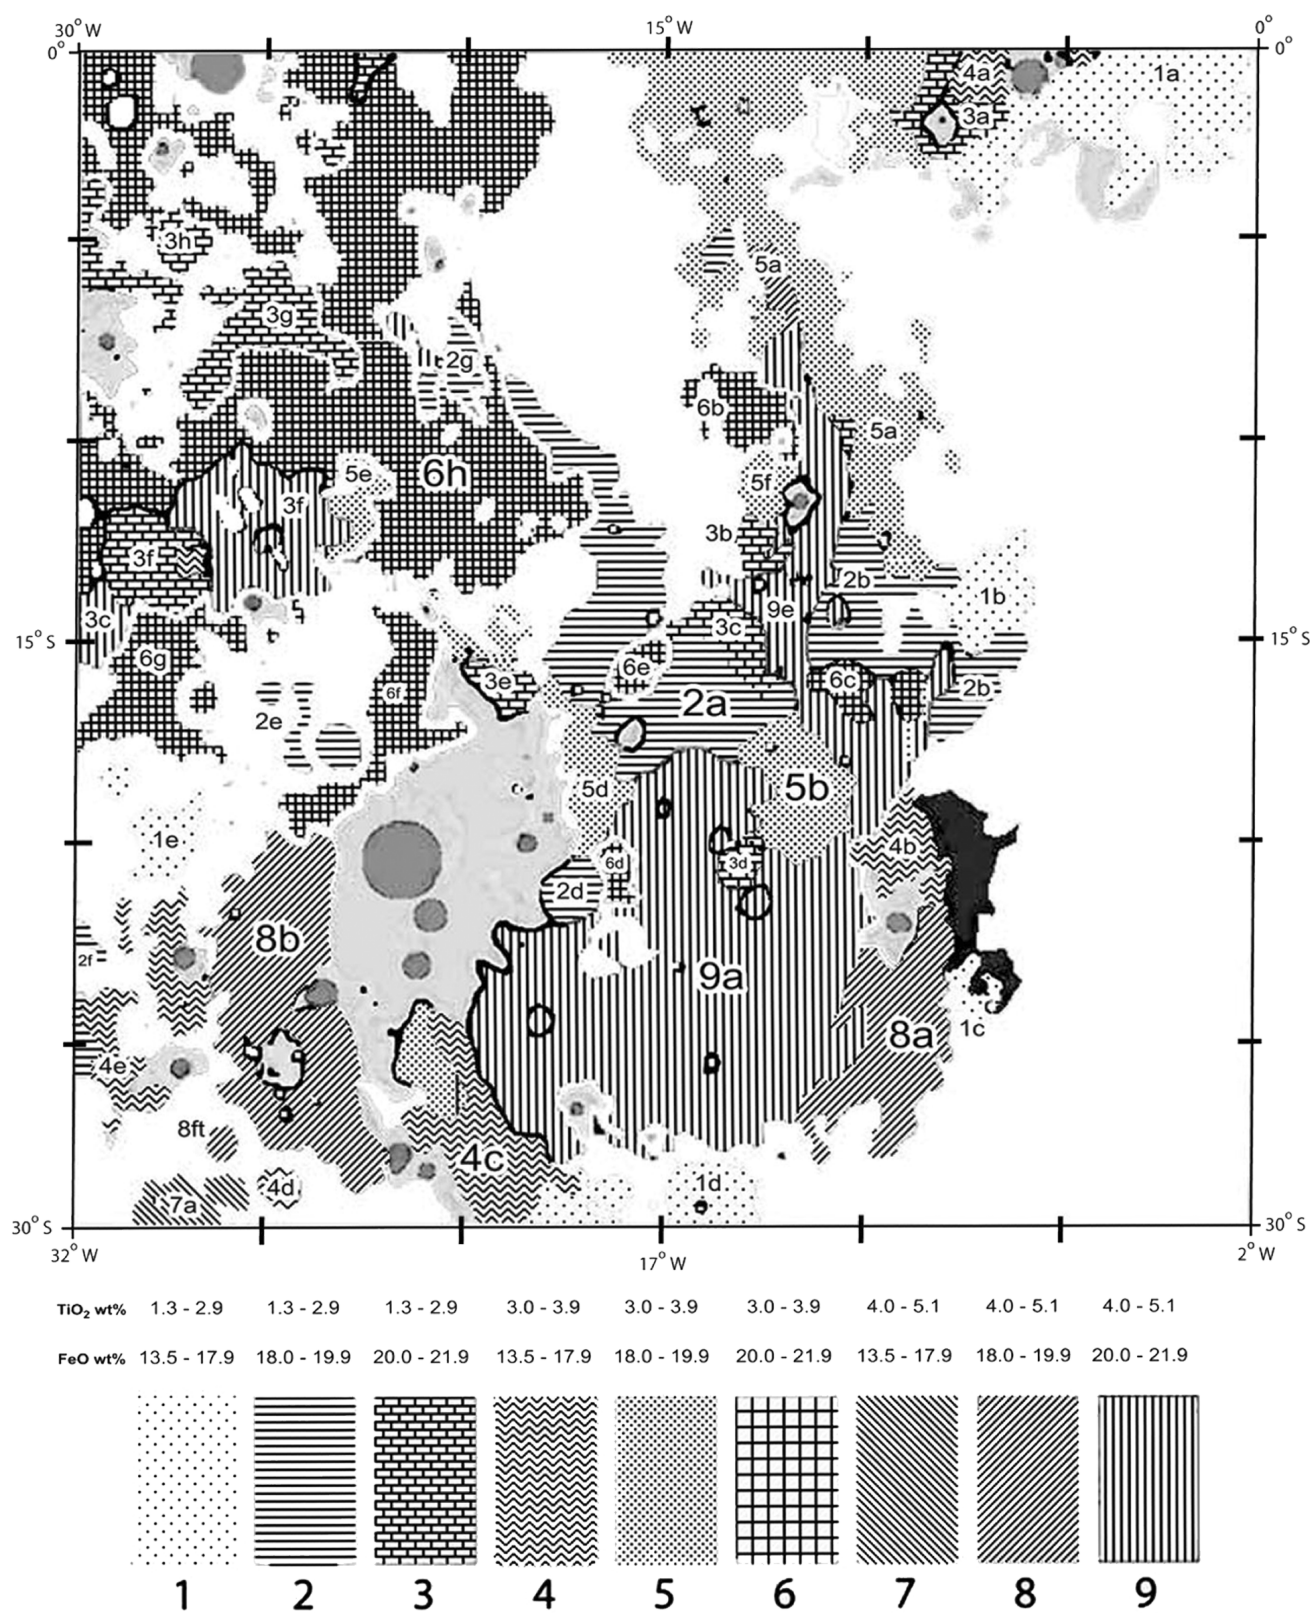 30° W
15° W
0°
0°
0°
4a
1a
3a
3h
5a
3g
2g
6b
5a
5e
6h
5f
3f
3b
3f
2b
1b
9e
3c
3c
15° S
15° S
6g
6e
3e
6c
2b
6f
2a
2e
5d
5b
1e
4b
6d
3d
2d
8b
2f
9a
1c
8a
4e
8ft
4c
4d
1d
7a
30° S
30° S
32° W
17° W
2° W
TiO2 wt% 1.3 - 2.9 1.3 - 2.9 1.3 - 2.9 3.0 - 3.9 3.0 - 3.9 3.0 - 3.9 4.0 - 5.1 4.0 - 5.1 4.0 - 5.1
FeO wt% 13.5 - 17.9 18.0 - 19.9 20.0 - 21.9 13.5 - 17.9 18.0 - 19.9 20.0 - 21.9 13.5 - 17.9 18.0 - 19.9 20.0 - 21.9
1 2 3 4 5 6 7 8 9